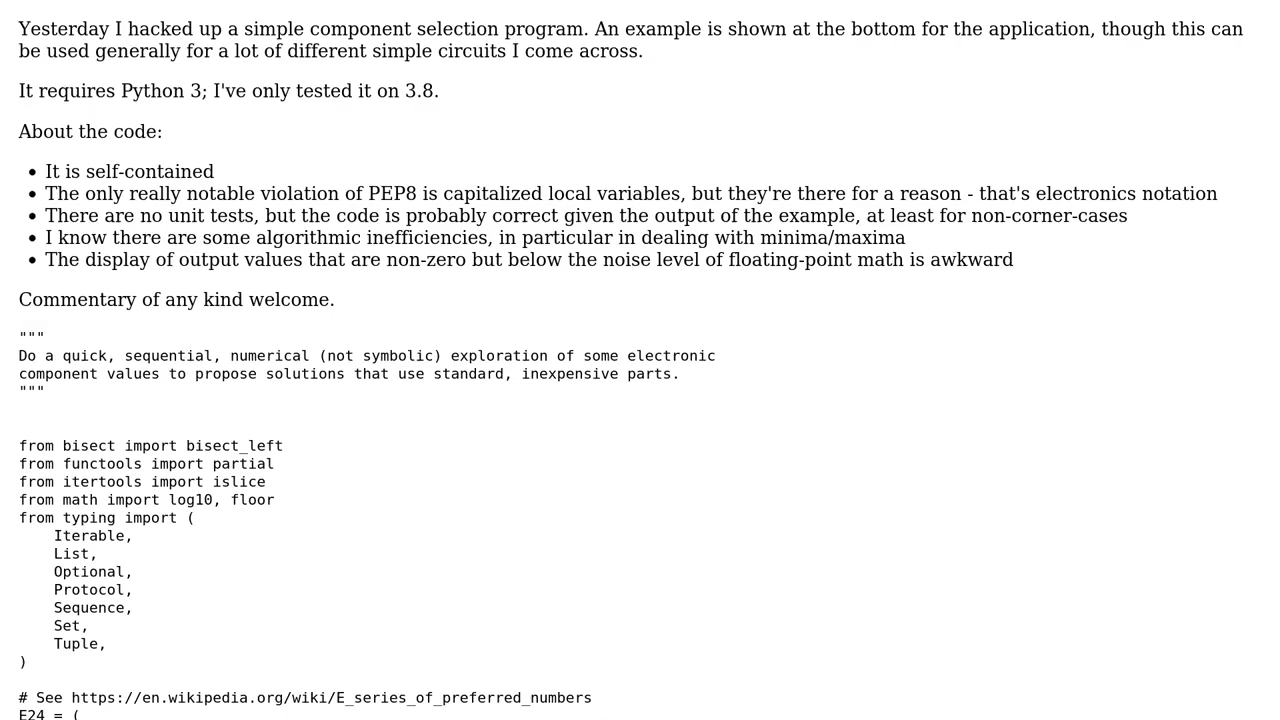 Yesterday I hacked up a simple component selection program. An example is shown at the bottom for the application, though this can
be used generally for a lot of different simple circuits I come across.
It requires Python 3; I've only tested it on 3.8.
About the code:
• It is self-contained
• The only really notable violation of PEP8 is capitalized local variables, but they're there for a reason - that's electronics notation
• There are no unit tests, but the code is probably correct given the output of the example, at least for non-corner-cases
• I know there are some algorithmic inefficiencies, in particular in dealing with minima/maxima
• The display of output values that are non-zero but below the noise level of floating-point math is awkward
Commentary of any kind welcome.
"""
Do a quick, sequential, numerical (not symbolic) exploration of some electronic
component values to propose solutions that use standard, inexpensive parts.
"""
from bisect import bisect_left
from functools import partial
from itertools import islice
from math import log10, floor
from typing import (
    Iterable,
    List,
    Optional,
    Protocol,
    Sequence,
    Set,
    Tuple,
)
# See https://en.wikipedia.org/wiki/E_series_of_preferred_numbers
E24 = (